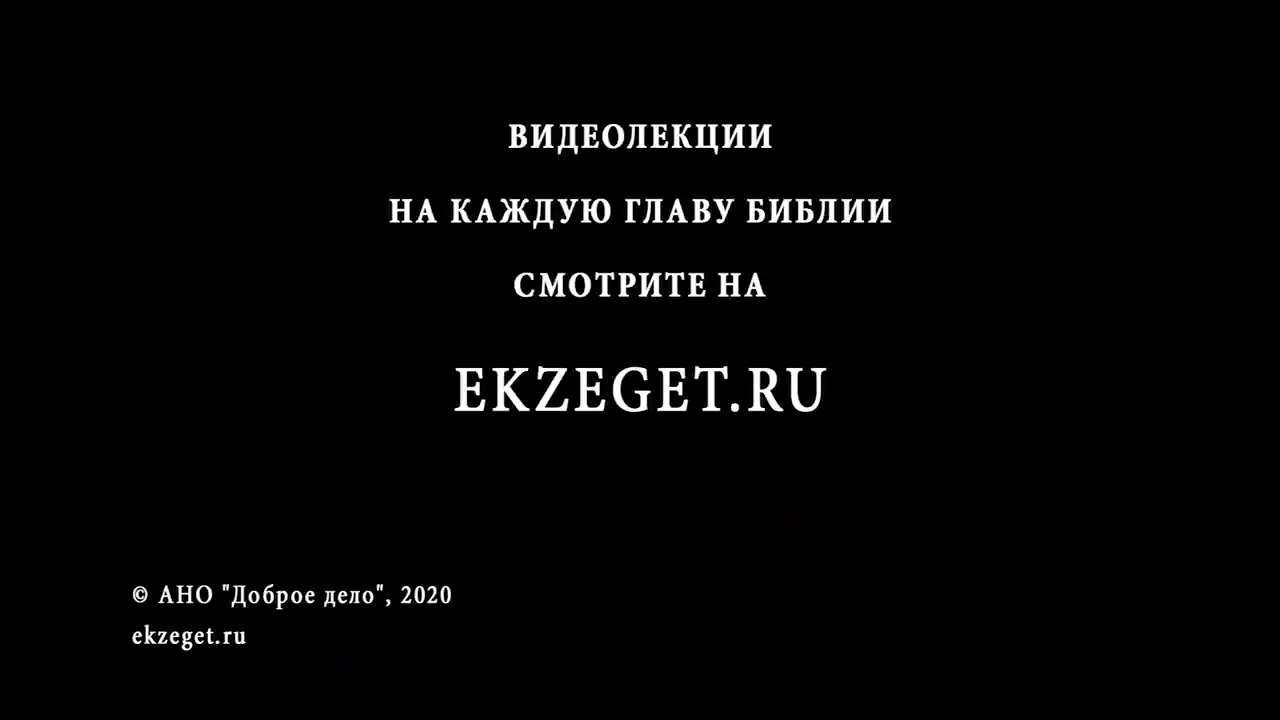 ВИДЕОЛЕКЦИИ
НА КАЖДУЮ ГЛАВУ БИБЛИИ
СМОТРИТЕ НА
EKZEGET.RU
© АНО "Доброе дело", 2020
ekzeget.ru